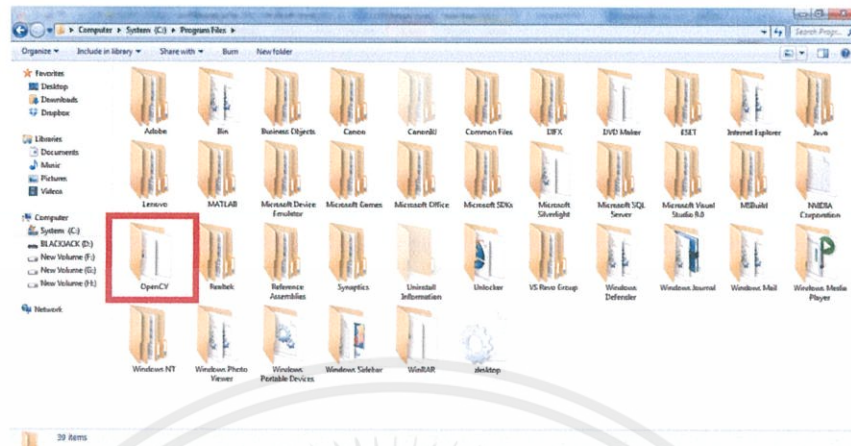 Computer ▸ System (C:) ▸ Program Files ▸
Search Progr...
Organize Include in library Share with Burn New folder
Favorites
Desktop
Downloads
Dropbox
Libraries
Documents
Music
Pictures
Videos
Computer
System (C:)
BLACKJACK (D:)
New Volume (F:)
New Volume (G:)
New Volume (H:)
Network
Adobe Bin Business Objects Canon CanonBJ Common Files DIFX DVD Maker ESET Internet Explorer Java
Lenovo MATLAB Microsoft Device Emulator Microsoft Games Microsoft Office Microsoft SDKs Microsoft Silverlight Microsoft SQL Server Microsoft Visual Studio 8.0 MSBuild NVIDIA Corporation
OpenCV Realtek Reference Assemblies Synaptics Uninstall Information Unlocker VS Revo Group Windows Defender Windows Journal Windows Mail Windows Media Player
Windows NT Windows Photo Viewer Windows Portable Devices Windows Sidebar WinRAR desktop
39 items